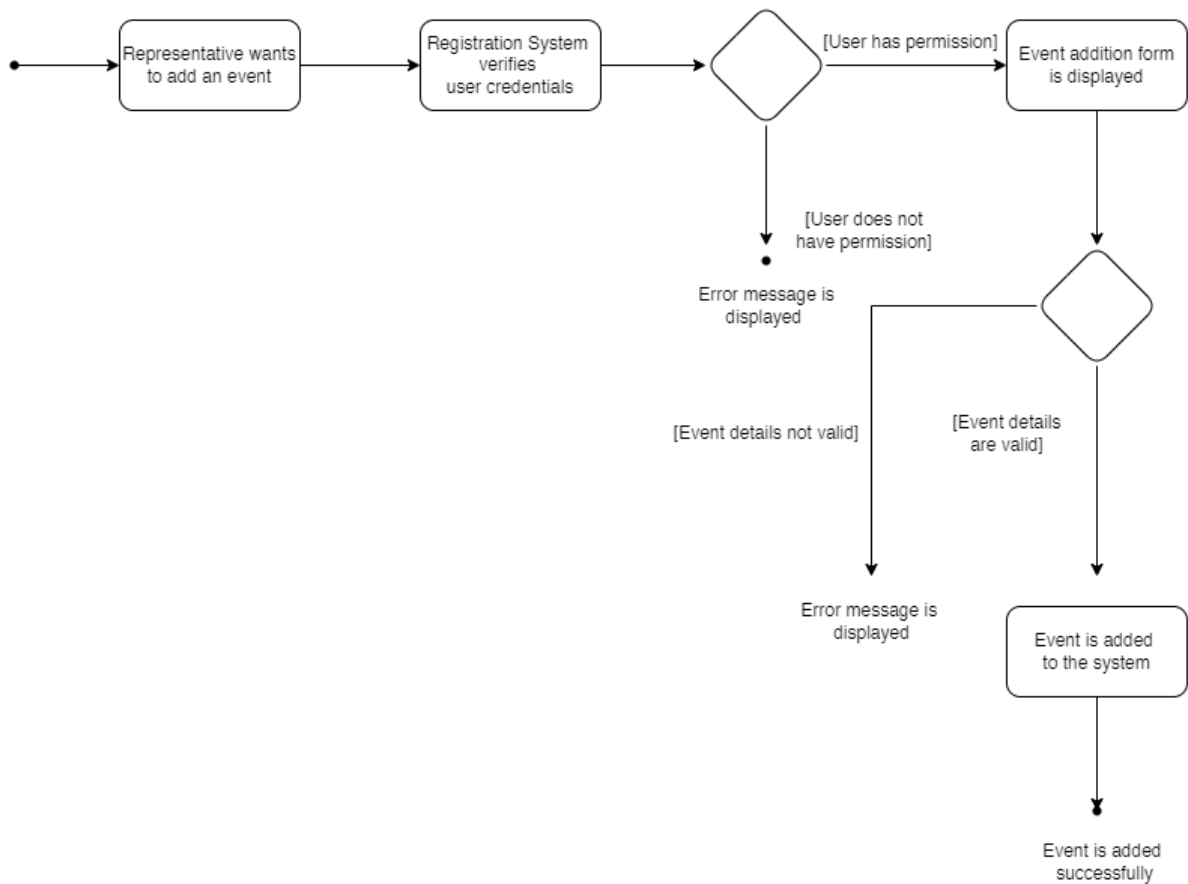 Representative wants
to add an event
Registration System
verifies
user credentials
[User has permission]
Event addition form
is displayed
[User does not
have permission]
Error message is
displayed
[Event details not valid]
[Event details
are valid]
Error message is
displayed
Event is added
to the system
Event is added
successfully